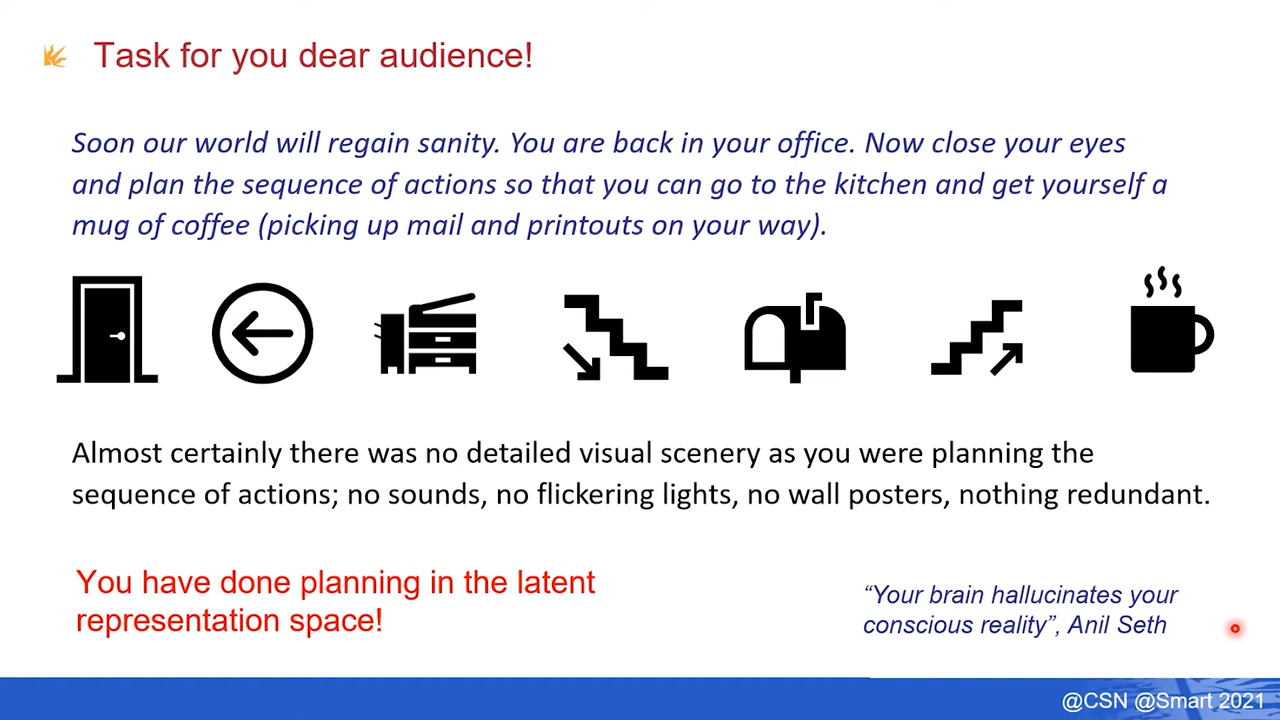 Task for you dear audience!
Soon our world will regain sanity. You are back in your office. Now close your eyes
and plan the sequence of actions so that you can go to the kitchen and get yourself a
mug of coffee (picking up mail and printouts on your way).
Almost certainly there was no detailed visual scenery as you were planning the
sequence of actions; no sounds, no flickering lights, no wall posters, nothing redundant.
You have done planning in the latent
representation space!
“Your brain hallucinates your
conscious reality”, Anil Seth
@CSN @Smart 2021